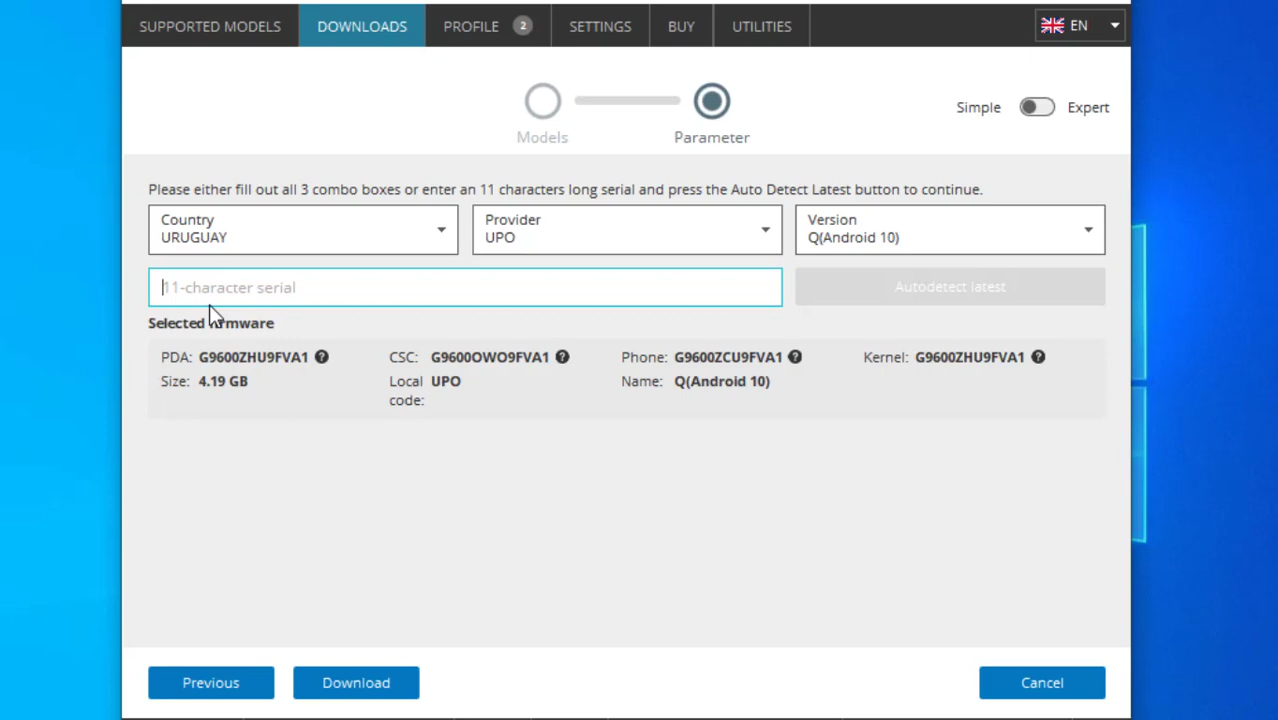 SUPPORTED MODELS DOWNLOADS PROFILE 2 SETTINGS BUY UTILITIES EN
Models Parameter
Simple Expert
Please either fill out all 3 combo boxes or enter an 11 characters long serial and press the Auto Detect Latest button to continue.
Country
URUGUAY
Provider
UPO
Version
Q(Android 10)
11-character serial Autodetect latest
Selected firmware
PDA: G9600ZHU9FVA1 ? CSC: G9600OWO9FVA1 ? Phone: G9600ZCU9FVA1 ? Kernel: G9600ZHU9FVA1 ?
Size: 4.19 GB Local code: UPO Name: Q(Android 10)
Previous Download Cancel